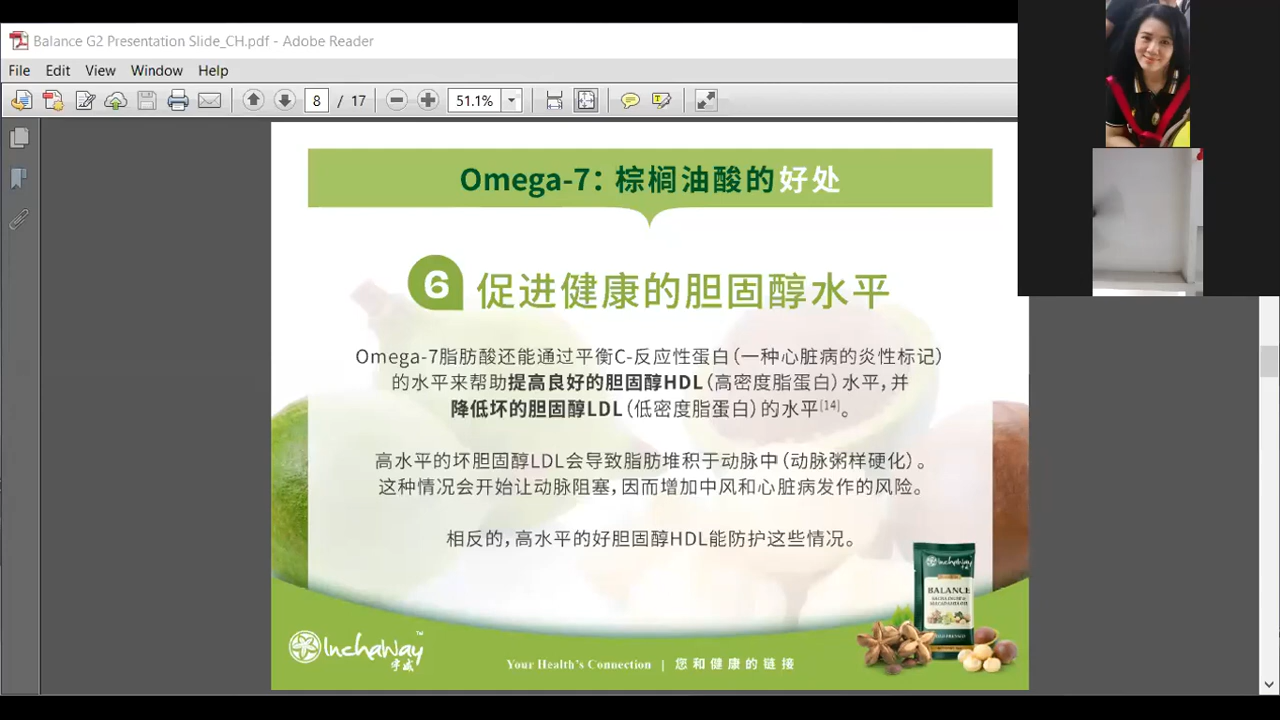 Balance G2 Presentation Slide_CH.pdf - Adobe Reader
File Edit View Window Help
8 / 17 51.1%
Omega-7：棕榈油酸的好处
6 促进健康的胆固醇水平
Omega-7脂肪酸还能通过平衡C-反应性蛋白（一种心脏病的炎性标记）
的水平来帮助提高良好的胆固醇HDL（高密度脂蛋白）水平，并
降低坏的胆固醇LDL（低密度脂蛋白）的水平[14]。
高水平的坏胆固醇LDL会导致脂肪堆积于动脉中（动脉粥样硬化）。
这种情况会开始让动脉阻塞，因而增加中风和心脏病发作的风险。
相反的，高水平的好胆固醇HDL能防护这些情况。
InchaWay
BALANCE
InchaWay™
宇威
Your Health's Connection | 您和健康的链接